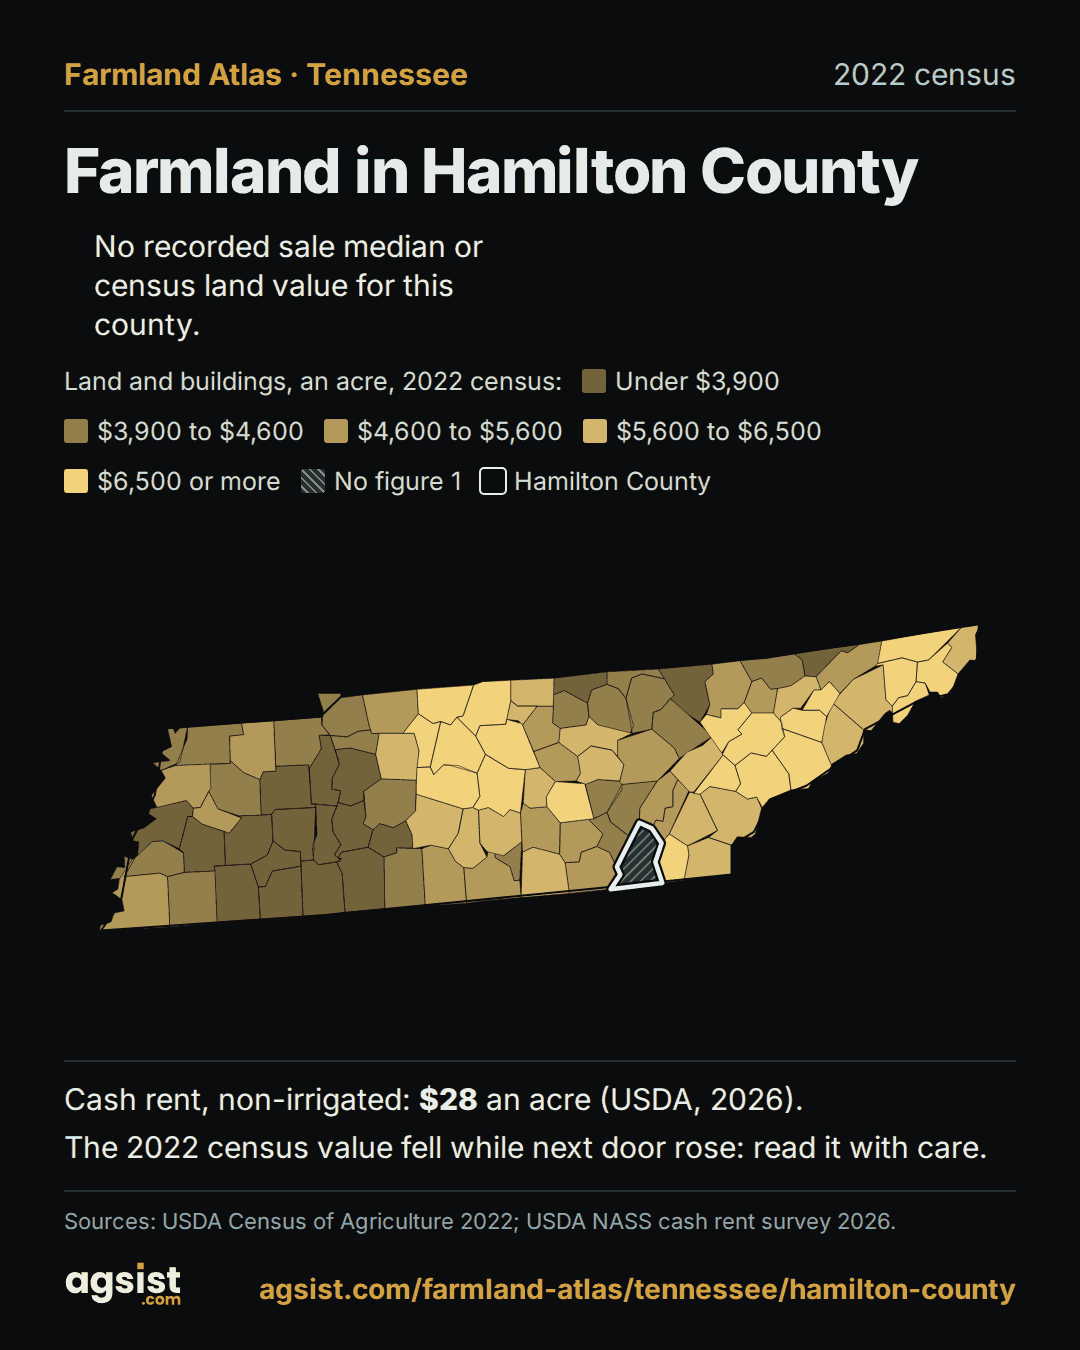 Farmland Atlas · Tennessee
2022 census
Farmland in Hamilton County
No recorded sale median or
census land value for this
county.
Land and buildings, an acre, 2022 census: Under $3,900
$3,900 to $4,600 $4,600 to $5,600 $5,600 to $6,500
$6,500 or more No figure 1 Hamilton County
Cash rent, non-irrigated: $28 an acre (USDA, 2026).
The 2022 census value fell while next door rose: read it with care.
Sources: USDA Census of Agriculture 2022; USDA NASS cash rent survey 2026.
agsist
.com
agsist.com/farmland-atlas/tennessee/hamilton-county